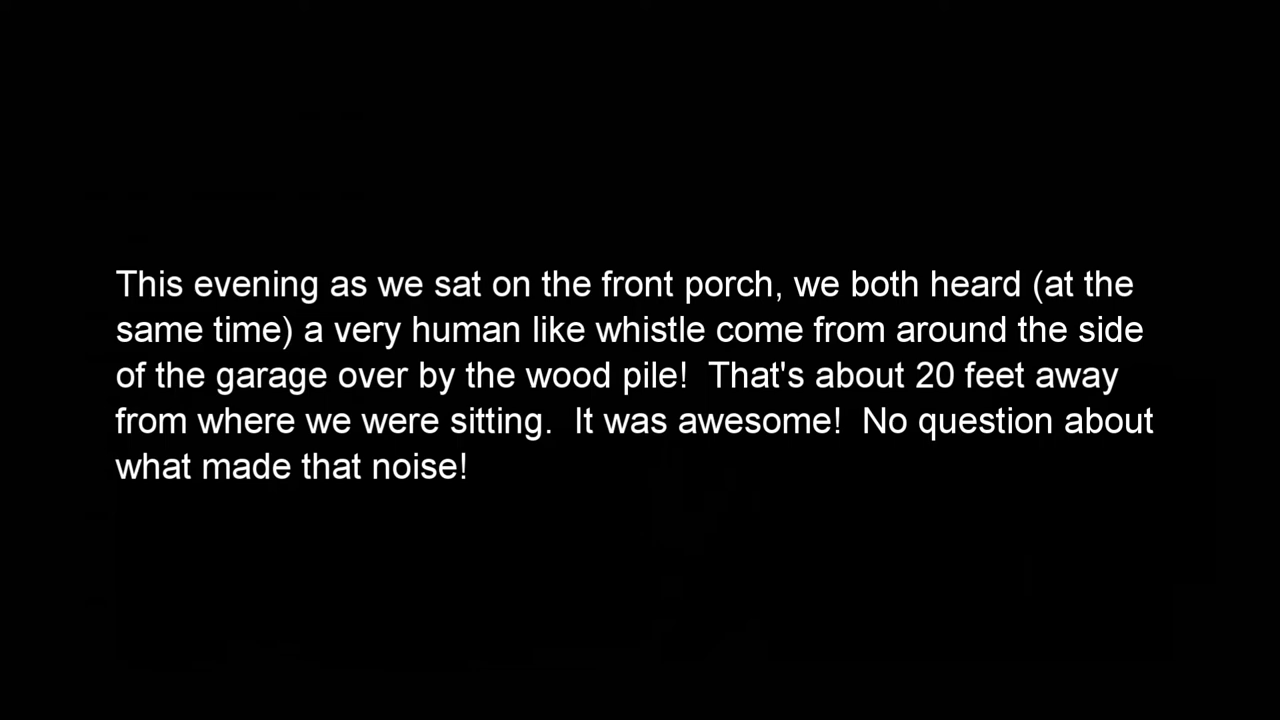 This evening as we sat on the front porch, we both heard (at the
same time) a very human like whistle come from around the side
of the garage over by the wood pile!  That's about 20 feet away
from where we were sitting.  It was awesome!  No question about
what made that noise!